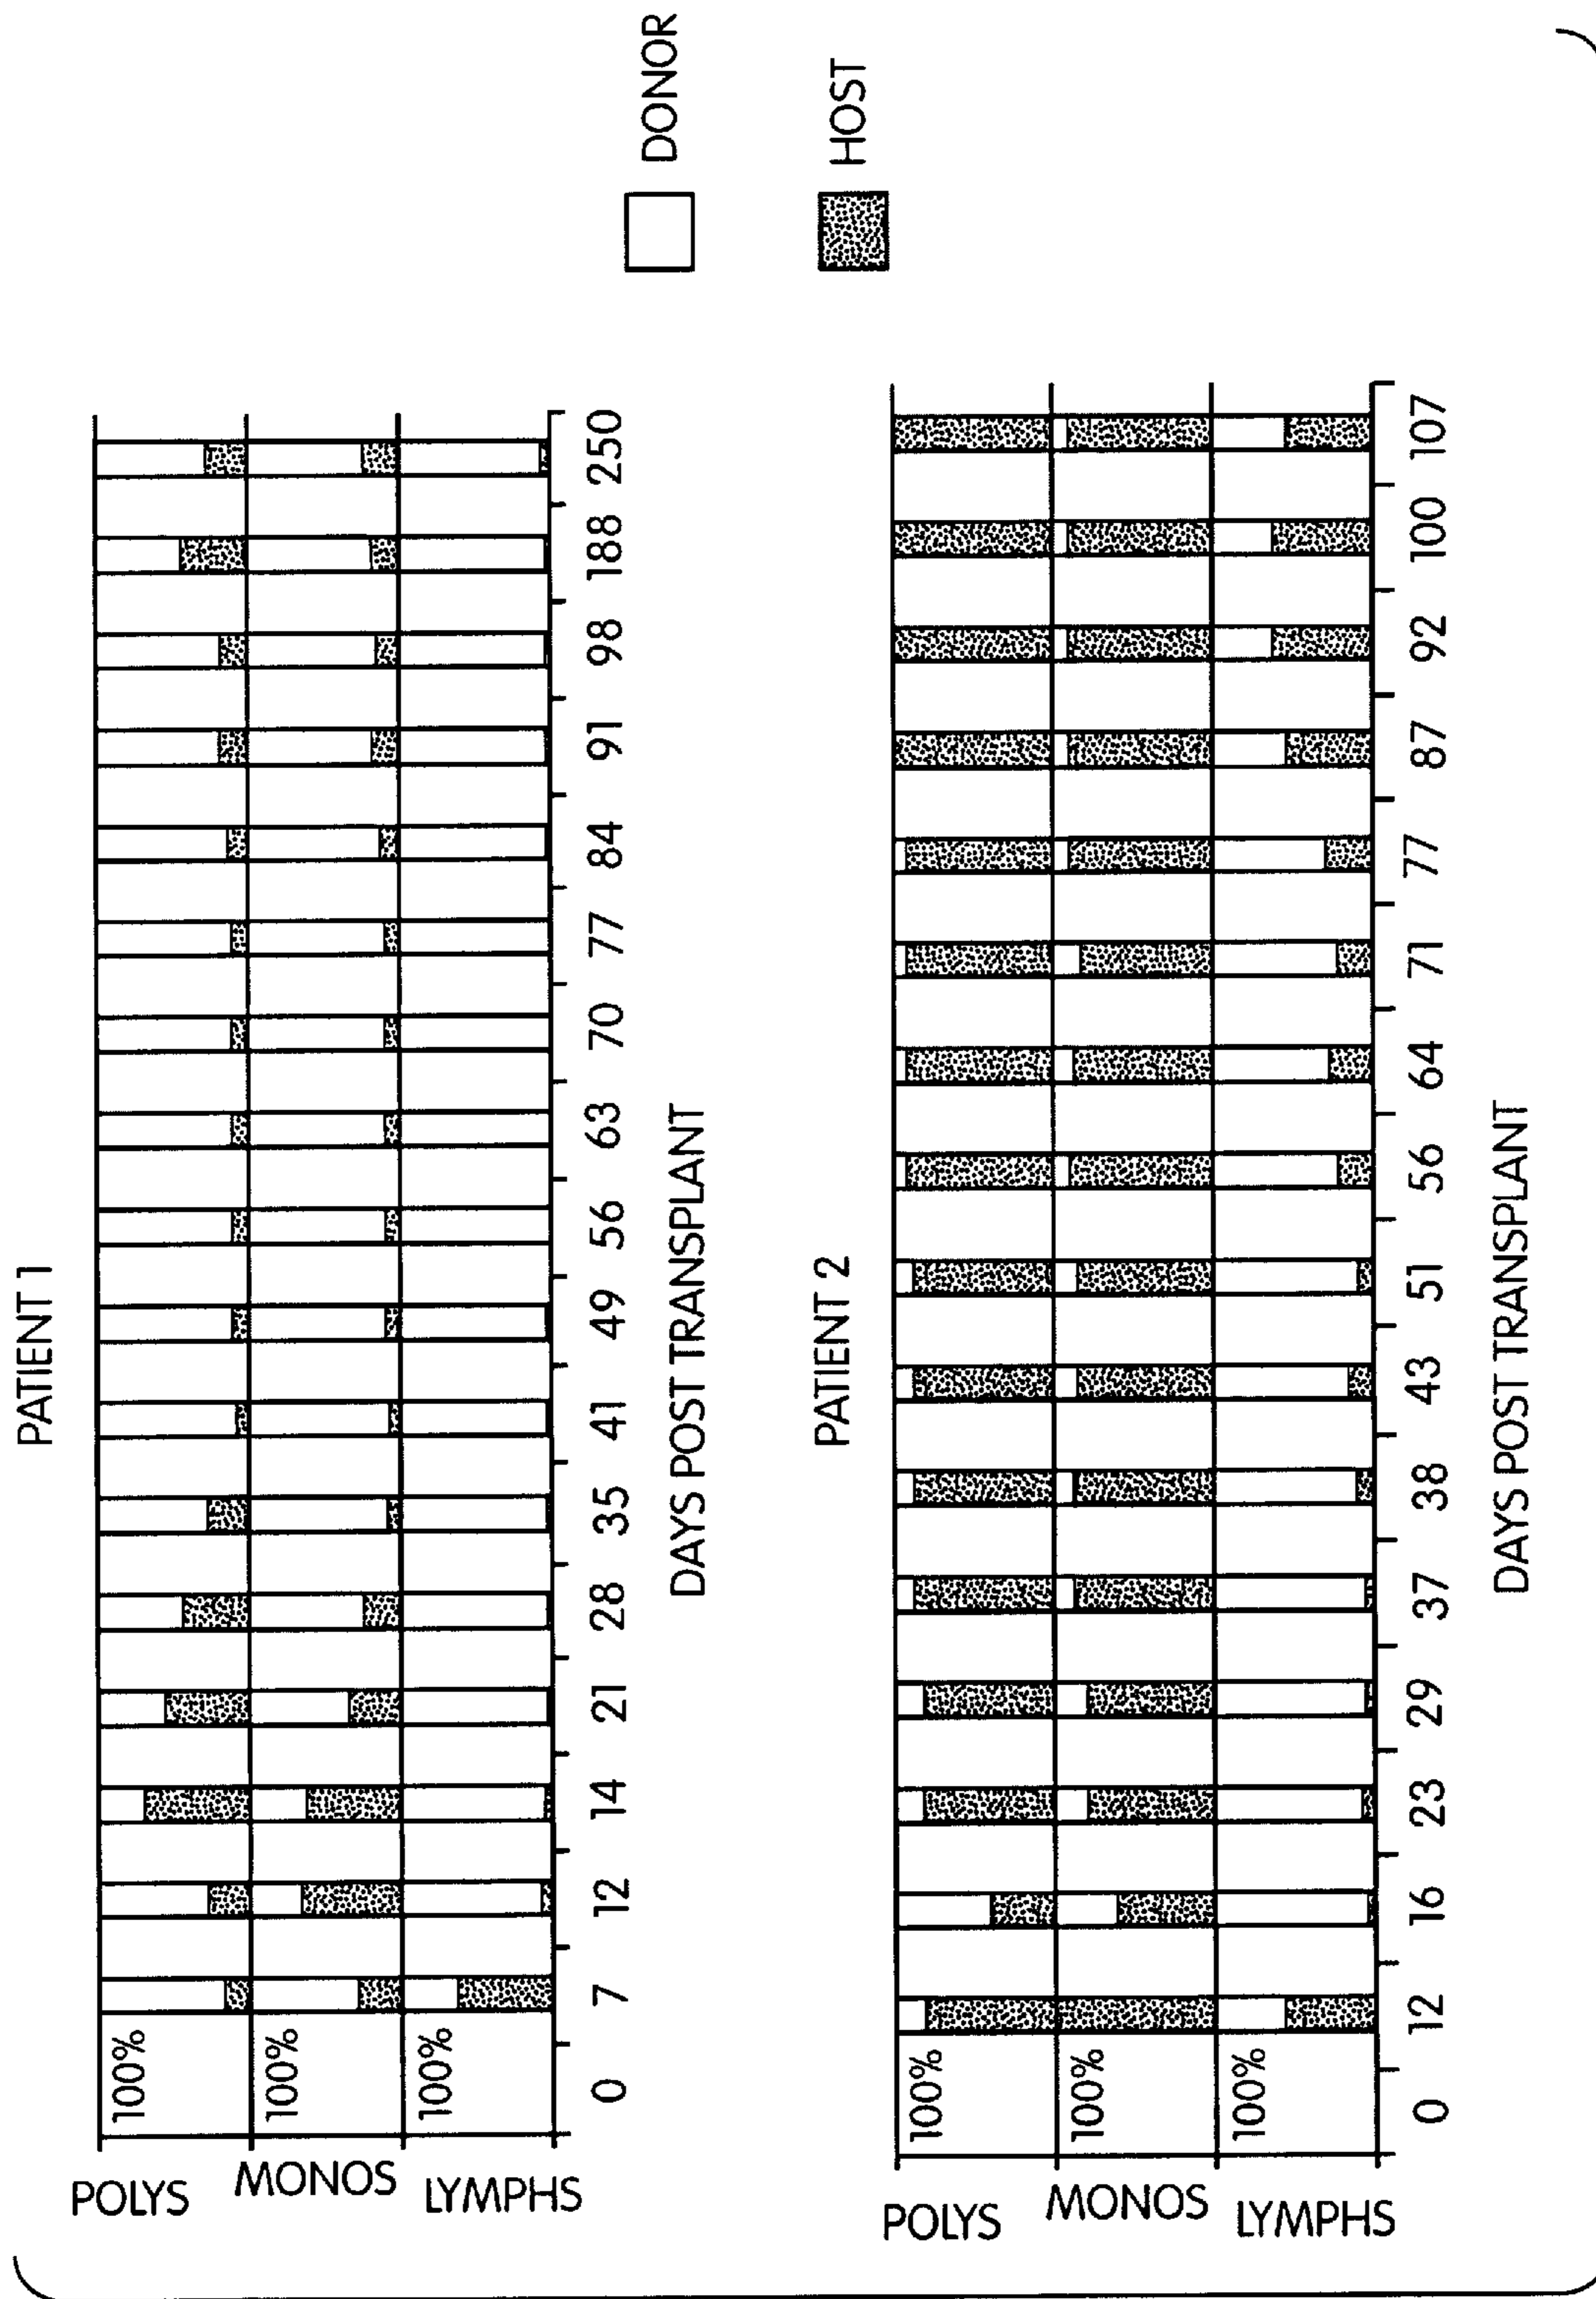 PATIENT 1
POLYS
MONOS
LYMPHS
100%
100%
100%
0 7 12 14 21 28 35 41 49 56 63 70 77 84 91 98 188 250
DAYS POST TRANSPLANT
DONOR
HOST
PATIENT 2
POLYS
MONOS
LYMPHS
100%
100%
100%
0 12 16 23 29 37 38 43 51 56 64 71 77 87 92 100 107
DAYS POST TRANSPLANT